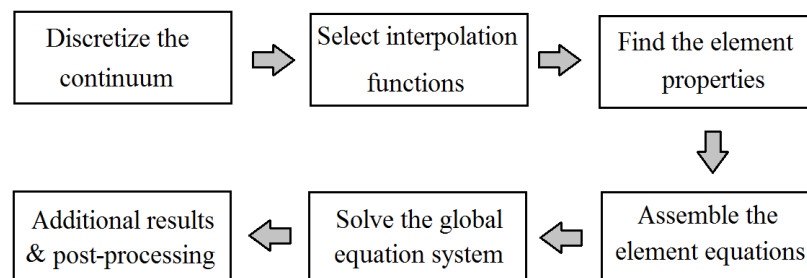 Discretize the
continuum
Select interpolation
functions
Find the element
properties
Assemble the
element equations
Solve the global
equation system
Additional results
& post-processing